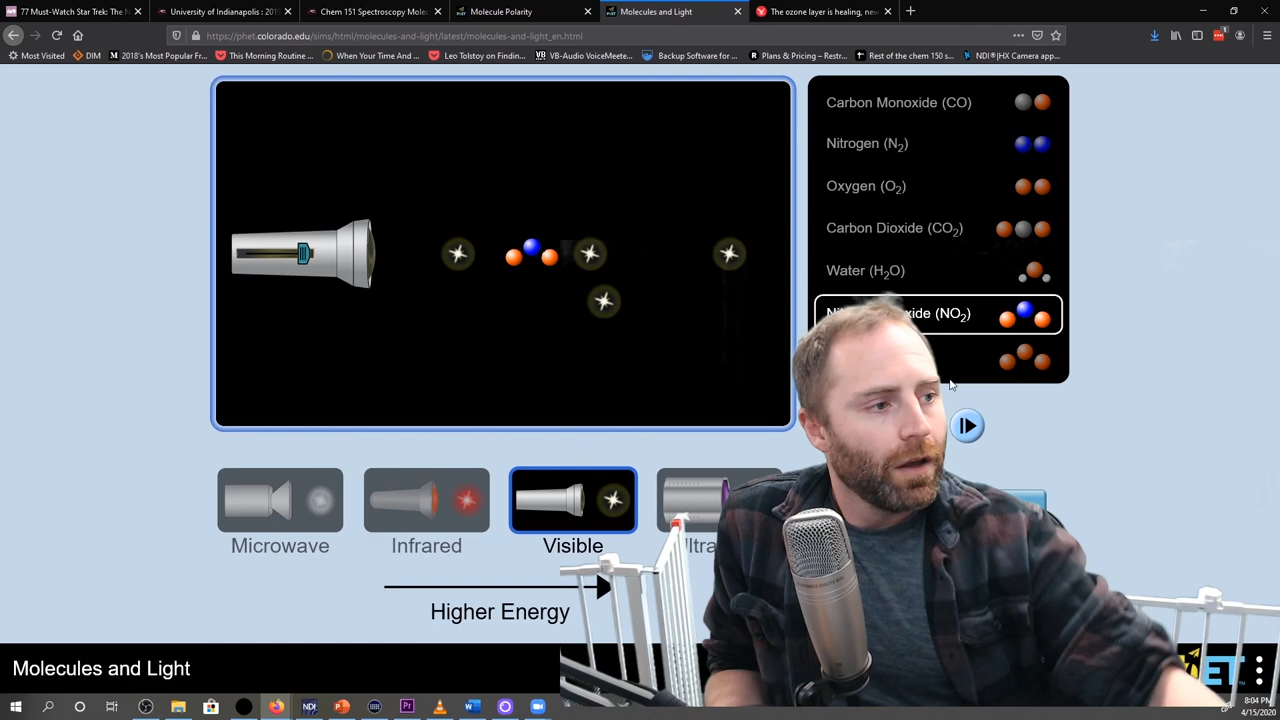 77 Must-Watch Star Trek: The N
University of Indianapolis : 201
Chem 151 Spectroscopy Molec
Molecule Polarity
Molecules and Light
The ozone layer is healing, new
https://phet.colorado.edu/sims/html/molecules-and-light/latest/molecules-and-light_en.html
Most Visited
DIM
2018's Most Popular Fr...
This Morning Routine ...
When Your Time And ...
Leo Tolstoy on Findin...
VB-Audio VoiceMeete...
Backup Software for ...
Plans & Pricing – Restr...
Rest of the chem 150 s...
NDI®|HX Camera app...
Carbon Monoxide (CO)
Nitrogen (N2)
Oxygen (O2)
Carbon Dioxide (CO2)
Water (H2O)
xide (NO2)
Microwave
Infrared
Visible
ltra
Higher Energy
Molecules and Light
ET
8:04 PM
4/15/2020